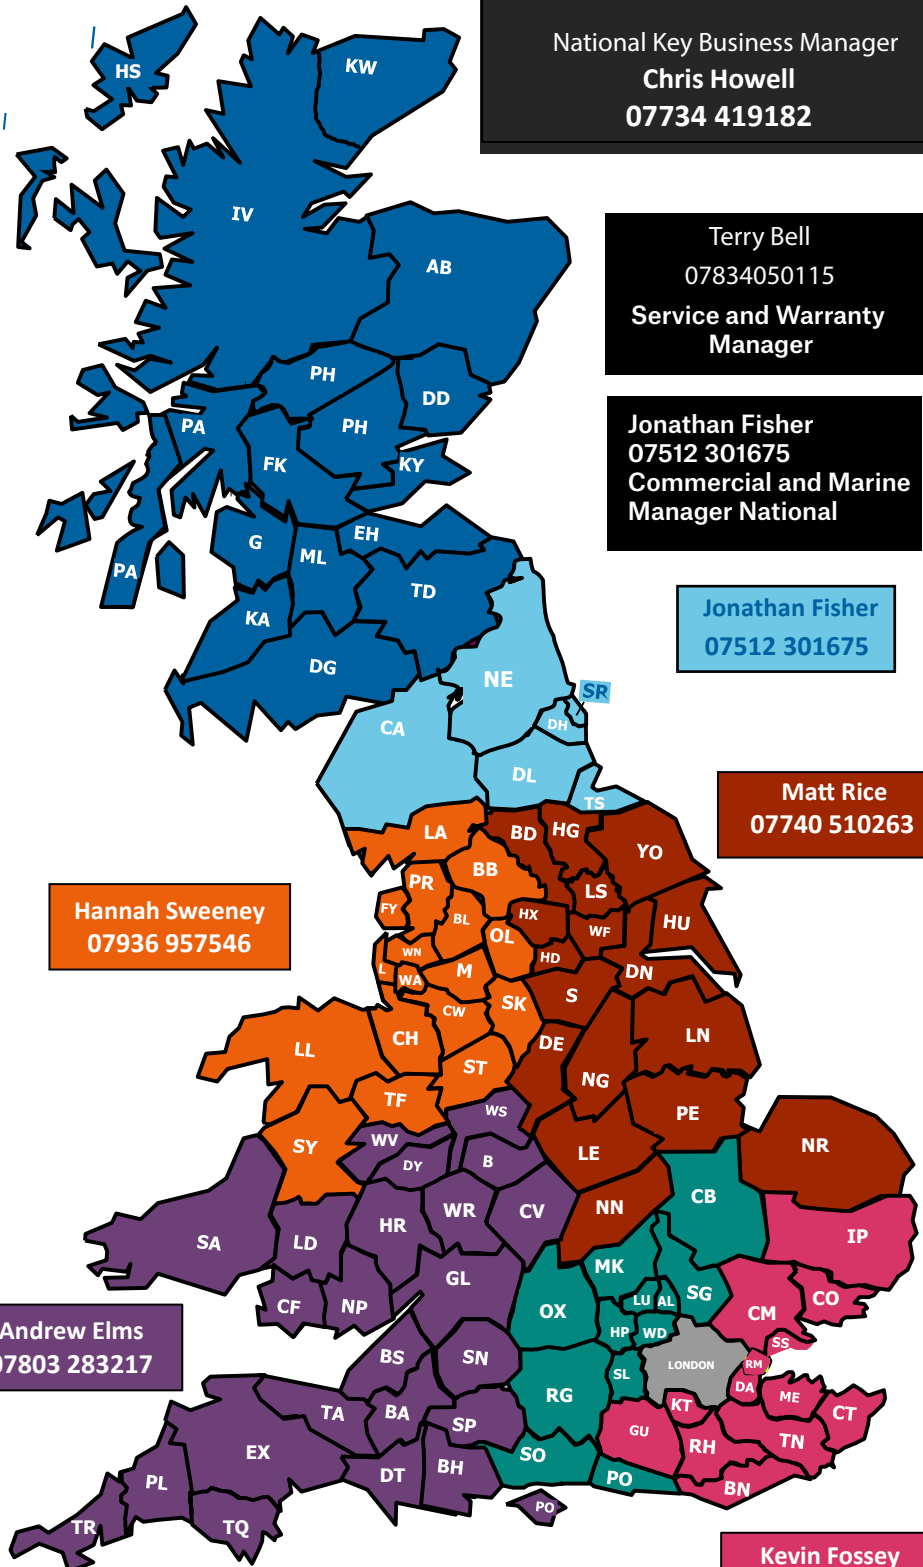 National Key Business Manager
Chris Howell
07734 419182
HS
KW
Terry Bell
07834050115
Service and Warranty
Manager
IV
AB
Jonathan Fisher
07512 301675
Commercial and Marine
Manager National
PH
DD
PA
PH
FK
KY
G
EH
ML
PA
TD
KA
DG
Jonathan Fisher
07512 301675
NE
SR
CA
DH
DL
TS
Matt Rice
07740 510263
LA
BD
HG
YO
BB
PR
LS
Hannah Sweeney
07936 957546
FY
BL
HX
HU
OL
WF
WN
HD
L
WA
M
DN
S
SK
CW
LN
CH
DE
LL
ST
NG
TF
PE
WS
WV
SY
NR
DY
B
LE
CB
NN
WR
CV
HR
SA
LD
IP
MK
GL
SG
LU
AL
CO
CF
NP
OX
CM
HP
WD
SS
Andrew Elms
07803 283217
BS
SN
LONDON
RM
SL
DA
RG
ME
KT
TA
BA
CT
SP
GU
RH
TN
EX
SO
DT
BH
PO
PL
BN
PO
TR
TQ
Kevin Fossey